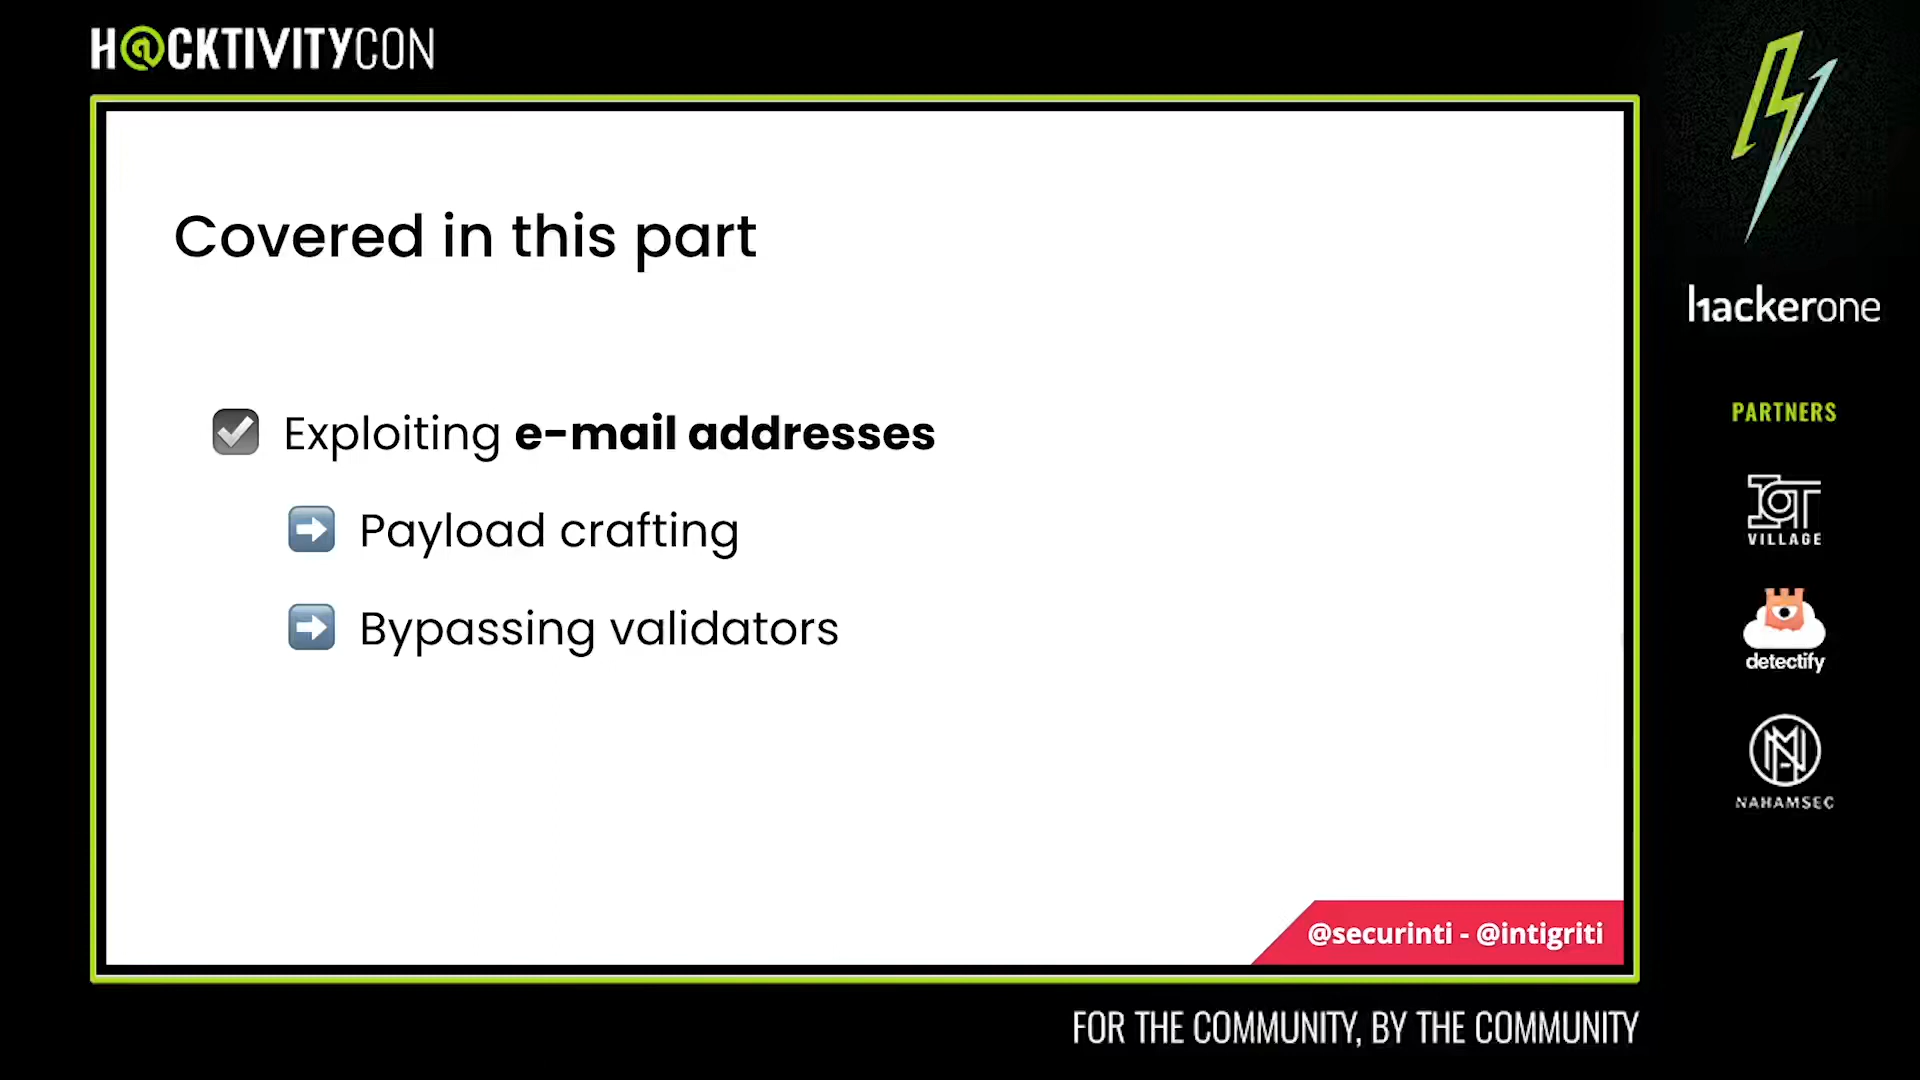 H@CKTIVITYCON
Covered in this part
Exploiting e-mail addresses
Payload crafting
Bypassing validators
@securinti - @intigriti
FOR THE COMMUNITY, BY THE COMMUNITY
hackerone
PARTNERS
IOT
VILLAGE
detectify
NAHAMSEC